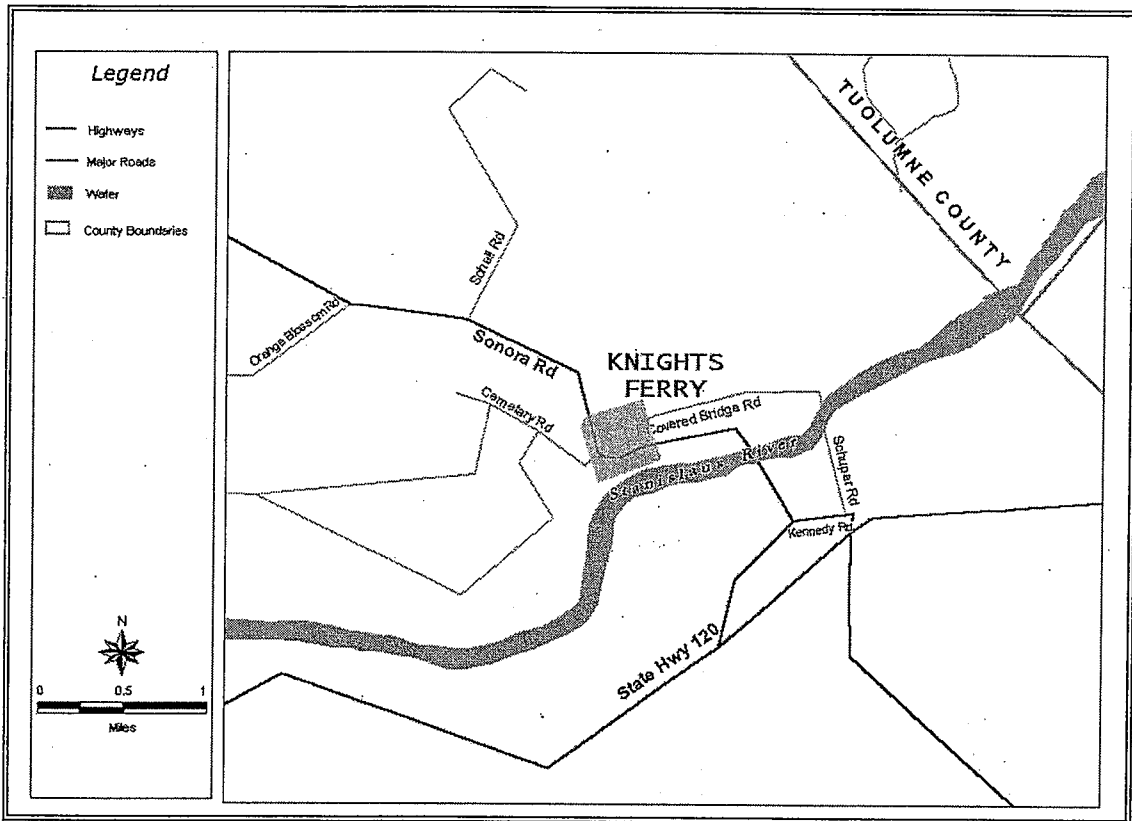 Legend
Highways
Major Roads
Water
County Boundaries
N
0 0.5 1
Miles
TUOLUMNE COUNTY
Schell Rd
Orange Blossom Rd
Sonora Rd
KNIGHTS
FERRY
Cemetary Rd
Covered Bridge Rd
Stanislaus River
Schupar Rd
Kennedy Rd
State Hwy 120